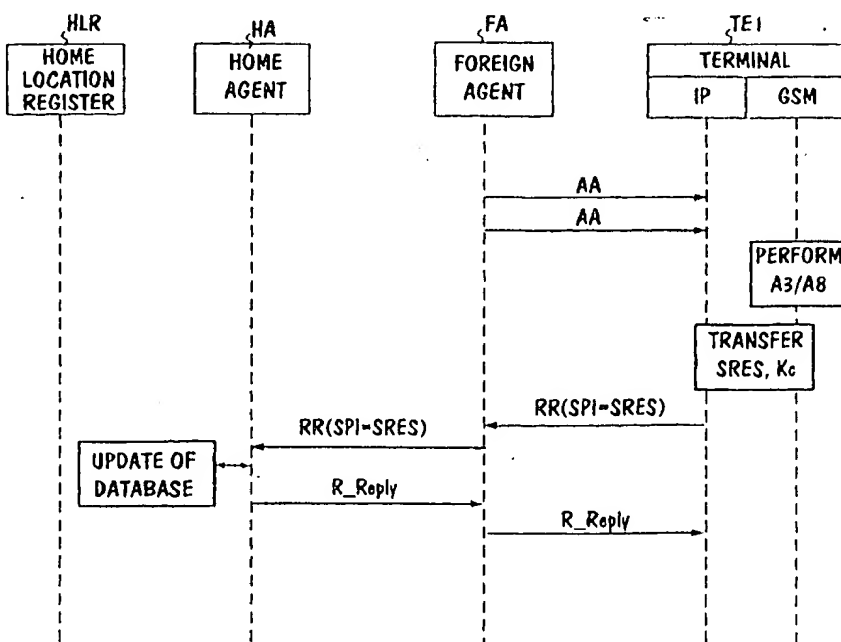 HLR
HA
FA
TE1
HOME
LOCATION
REGISTER
HOME
AGENT
FOREIGN
AGENT
TERMINAL
IP
GSM
AA
AA
PERFORM
A3/A8
TRANSFER
SRES, Kc
RR(SPI=SRES)
RR(SPI=SRES)
UPDATE OF
DATABASE
R_Reply
R_Reply